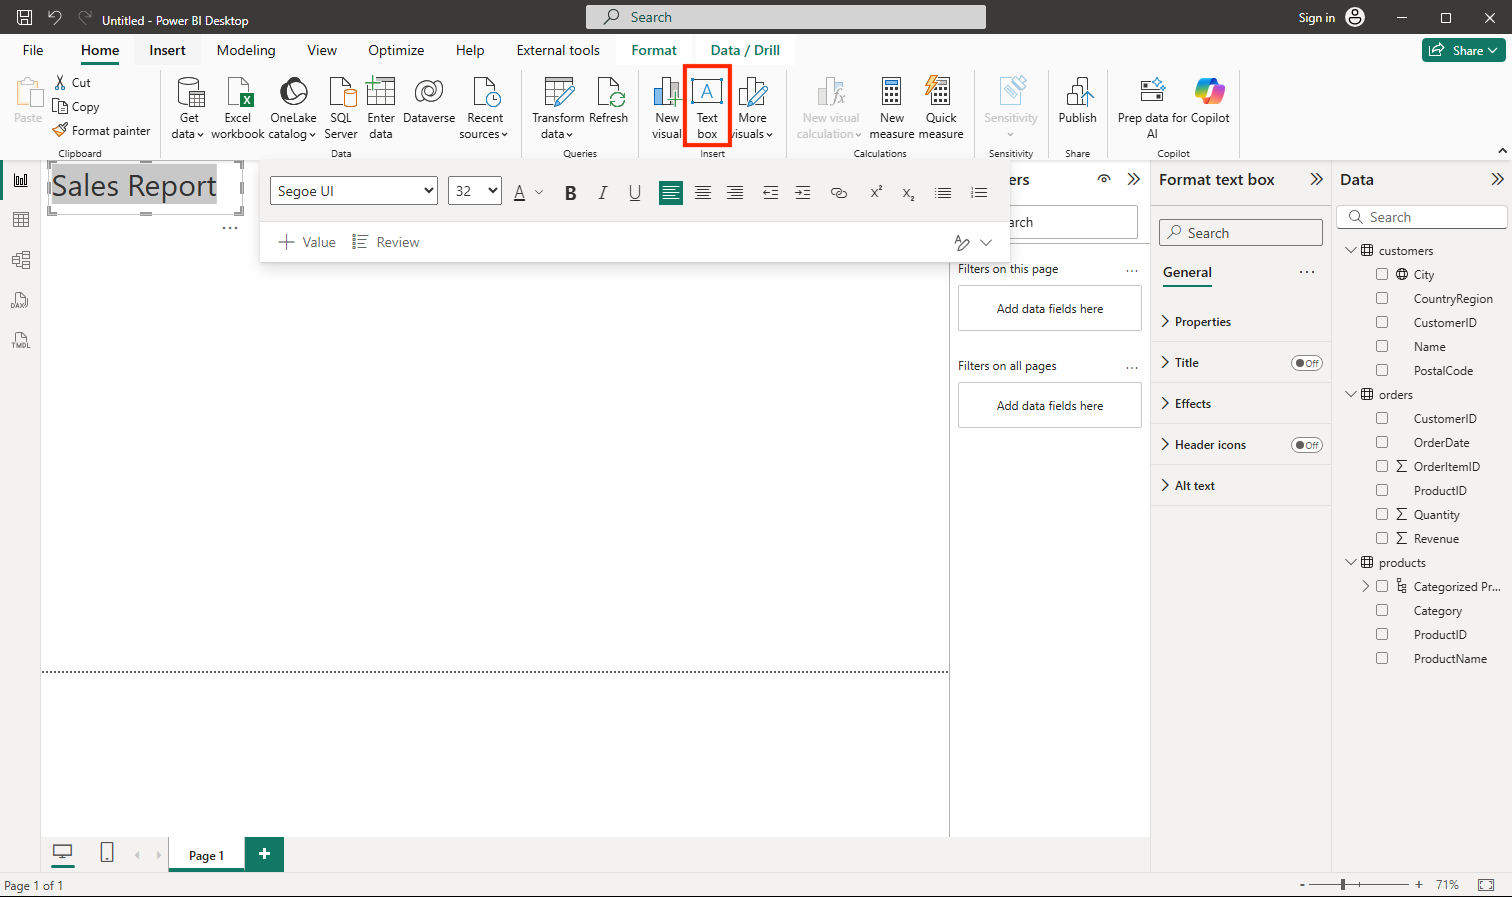 Untitled - Power BI Desktop
Search
Sign in
File
Home
Insert
Modeling
View
Optimize
Help
External tools
Format
Data / Drill
Share
Paste
Cut
Copy
Format painter
Clipboard
Get data
Excel workbook
OneLake catalog
SQL Server
Enter data
Dataverse
Recent sources
Data
Transform data
Refresh
Queries
New visual
Text box
More visuals
Insert
New visual calculation
New measure
Quick measure
Calculations
Sensitivity
Sensitivity
Publish
Share
Prep data for AI
Copilot
Copilot
Sales Report
Segoe UI
32
A
B
I
U
x²
x₂
Value
Review
DAX
TMDL
ers
arch
Filters on this page
Add data fields here
Filters on all pages
Add data fields here
Format text box
Search
General
Properties
Title
Off
Effects
Header icons
Off
Alt text
Data
Search
customers
City
CountryRegion
CustomerID
Name
PostalCode
orders
CustomerID
OrderDate
∑ OrderItemID
ProductID
∑ Quantity
∑ Revenue
products
Categorized Pr...
Category
ProductID
ProductName
Page 1
+
Page 1 of 1
- + 71%